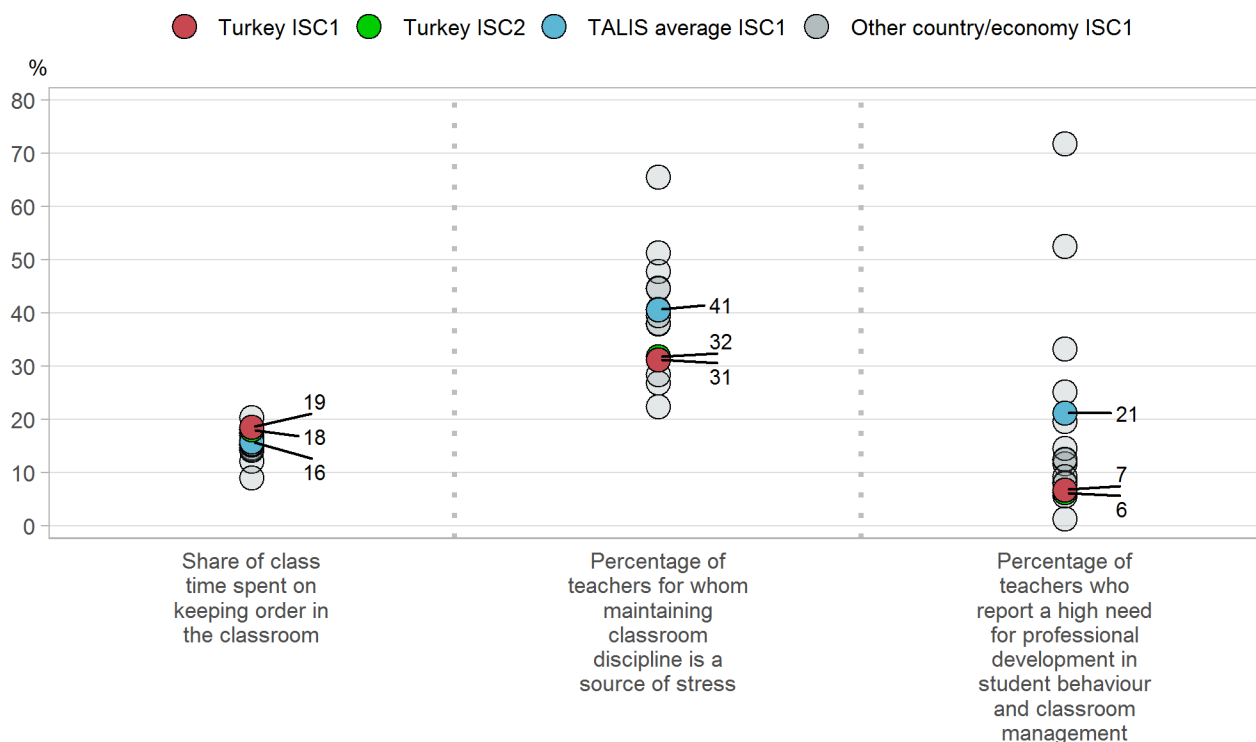 Turkey ISC1 Turkey ISC2 TALIS average ISC1 Other country/economy ISC1
%
80
70
60
50
40
30
20
10
0
19
18
16
41
32
31
21
7
6
Share of class
time spent on
keeping order in
the classroom
Percentage of
teachers for whom
maintaining
classroom
discipline is a
source of stress
Percentage of
teachers who
report a high need
for professional
development in
student behaviour
and classroom
management